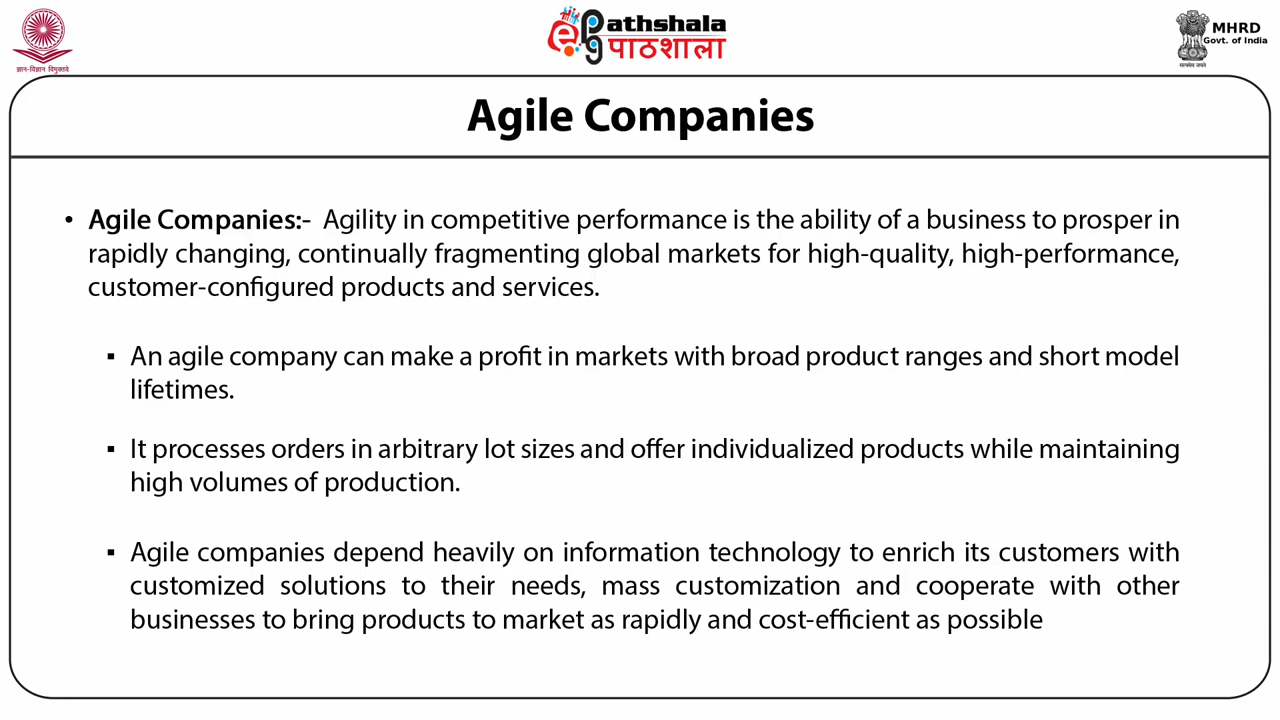 ज्ञान-विज्ञान विमुक्तये
ePathshala
पाठशाला
MHRD
Govt. of India
सत्यमेव जयते
Agile Companies
• Agile Companies:- Agility in competitive performance is the ability of a business to prosper in
rapidly changing, continually fragmenting global markets for high-quality, high-performance,
customer-configured products and services.
▪ An agile company can make a profit in markets with broad product ranges and short model
lifetimes.
▪ It processes orders in arbitrary lot sizes and offer individualized products while maintaining
high volumes of production.
▪ Agile companies depend heavily on information technology to enrich its customers with
customized solutions to their needs, mass customization and cooperate with other
businesses to bring products to market as rapidly and cost-efficient as possible